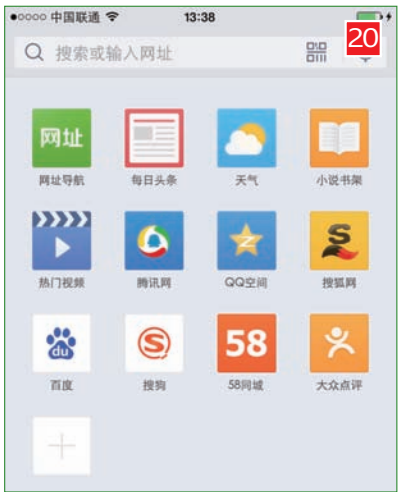 中国联通 13:38
20
搜索或输入网址
网址
网址导航 每日头条 天气 小说书架
热门视频 腾讯网 QQ空间 搜狐网
du S 58
百度 搜狗 58同城 大众点评